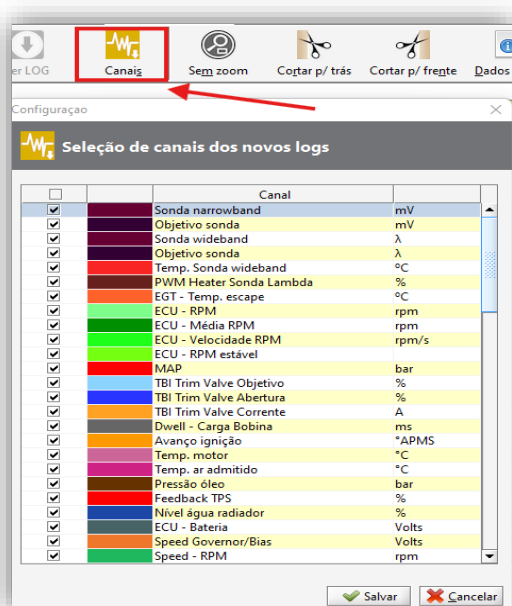 er LOG Canais Sem zoom Cortar p/ trás Cortar p/ frente Dados
Configuraçao
Seleção de canais dos novos logs
Canal
Sonda narrowband mV
Objetivo sonda mV
Sonda wideband λ
Objetivo sonda λ
Temp. Sonda wideband ºC
PWM Heater Sonda Lambda %
EGT - Temp. escape ºC
ECU - RPM rpm
ECU - Média RPM rpm
ECU - Velocidade RPM rpm/s
ECU - RPM estável
MAP bar
TBI Trim Valve Objetivo %
TBI Trim Valve Abertura %
TBI Trim Valve Corrente A
Dwell - Carga Bobina ms
Avanço ignição °APMS
Temp. motor °C
Temp. ar admitido °C
Pressão óleo bar
Feedback TPS %
Nível água radiador %
ECU - Bateria Volts
Speed Governor/Bias Volts
Speed - RPM rpm
Salvar Cancelar